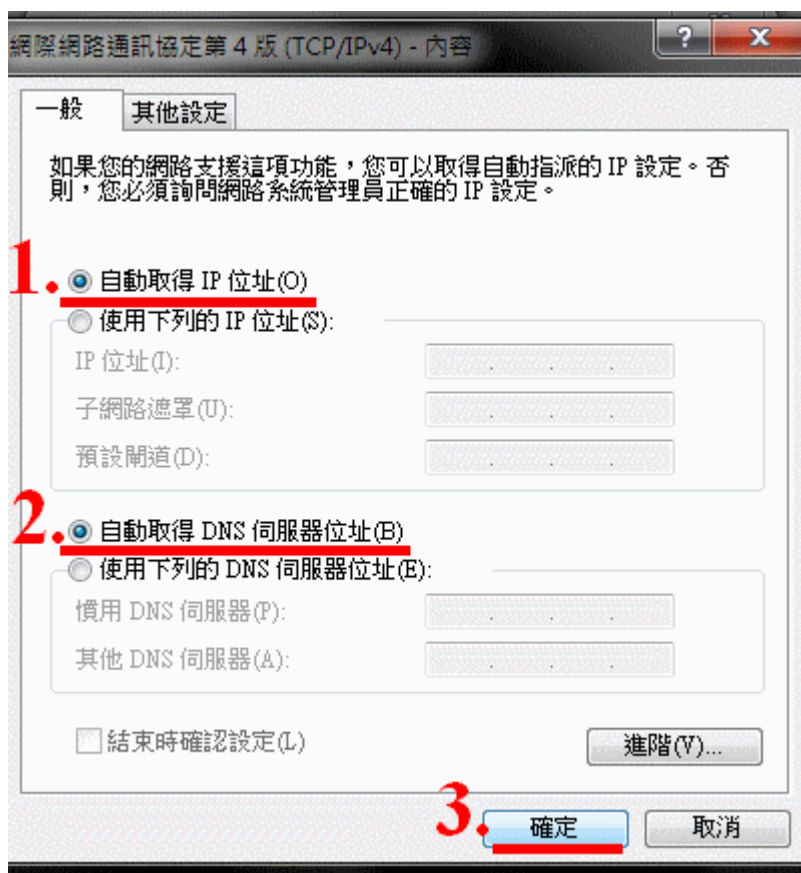 網際網路通訊協定第 4 版 (TCP/IPv4) - 內容
一般
其他設定
如果您的網路支援這項功能，您可以取得自動指派的 IP 設定。否
則，您必須詢問網路系統管理員正確的 IP 設定。
1. 自動取得 IP 位址(O)
使用下列的 IP 位址(S):
IP 位址(I):
子網路遮罩(U):
預設閘道(D):
2. 自動取得 DNS 伺服器位址(B)
使用下列的 DNS 伺服器位址(E):
慣用 DNS 伺服器(P):
其他 DNS 伺服器(A):
結束時確認設定(L)
進階(V)...
3. 確定
取消